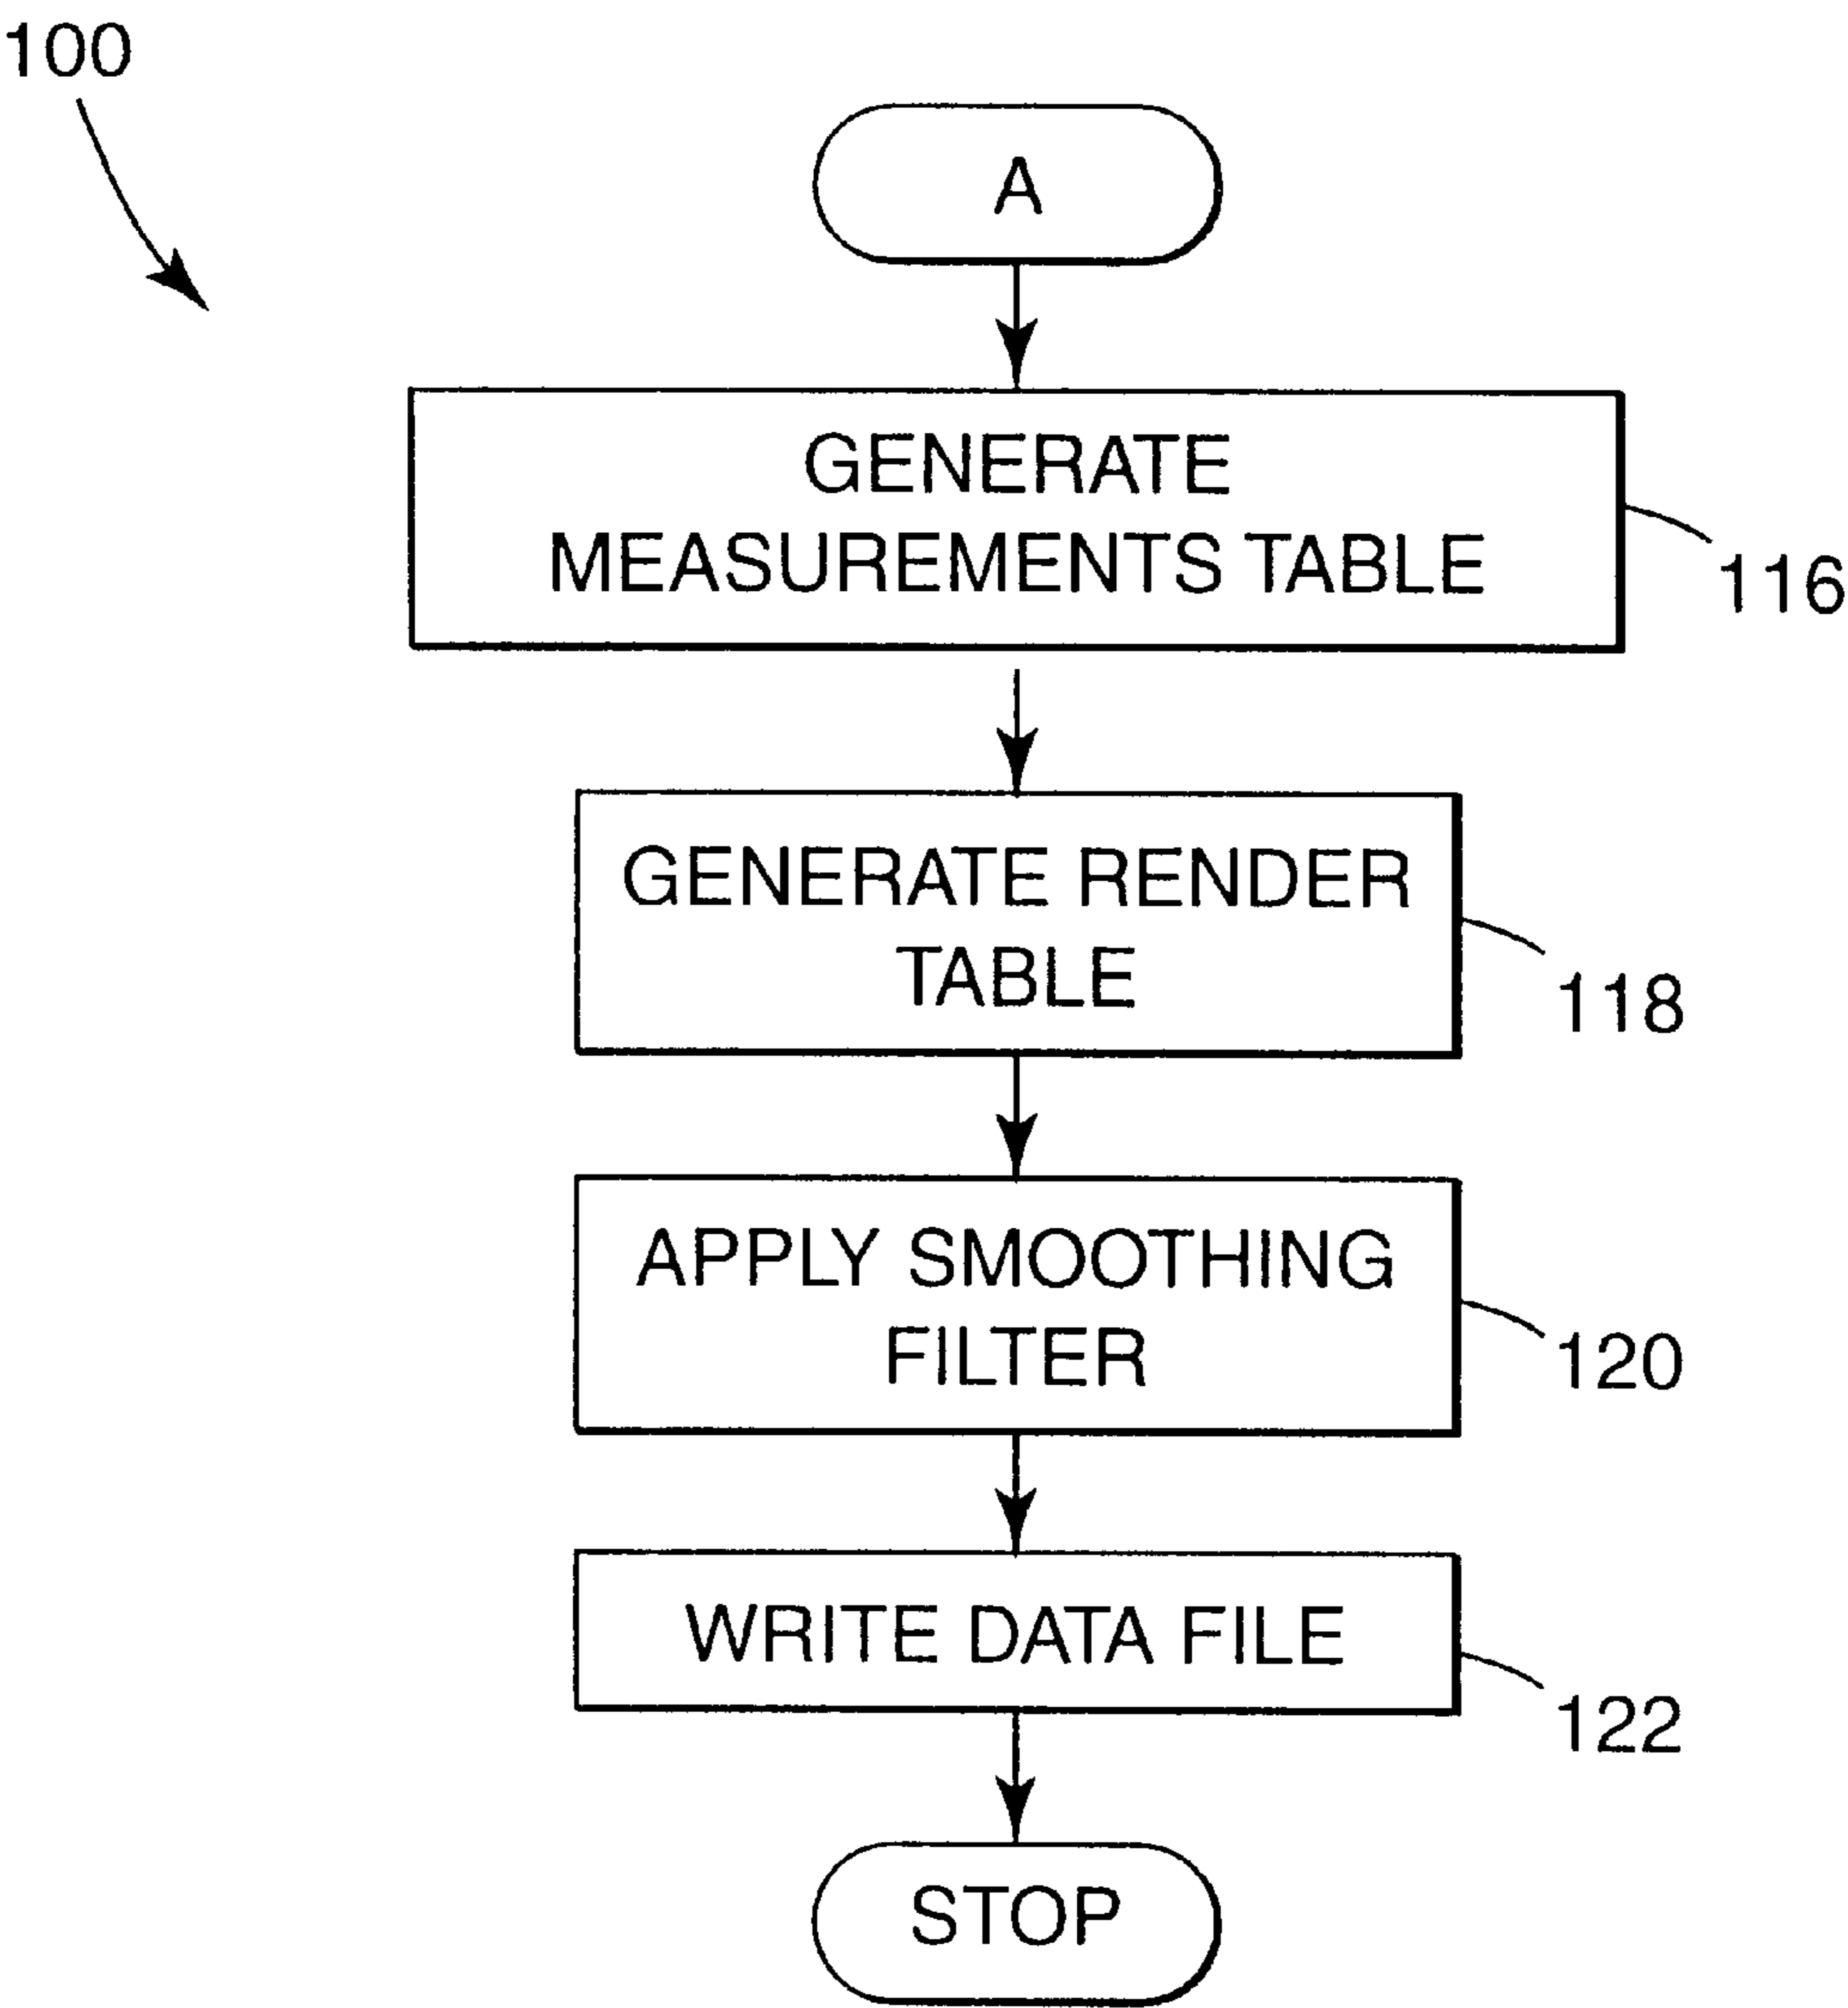 100
A
GENERATE
MEASUREMENTS TABLE
116
GENERATE RENDER
TABLE
118
APPLY SMOOTHING
FILTER
120
WRITE DATA FILE
122
STOP